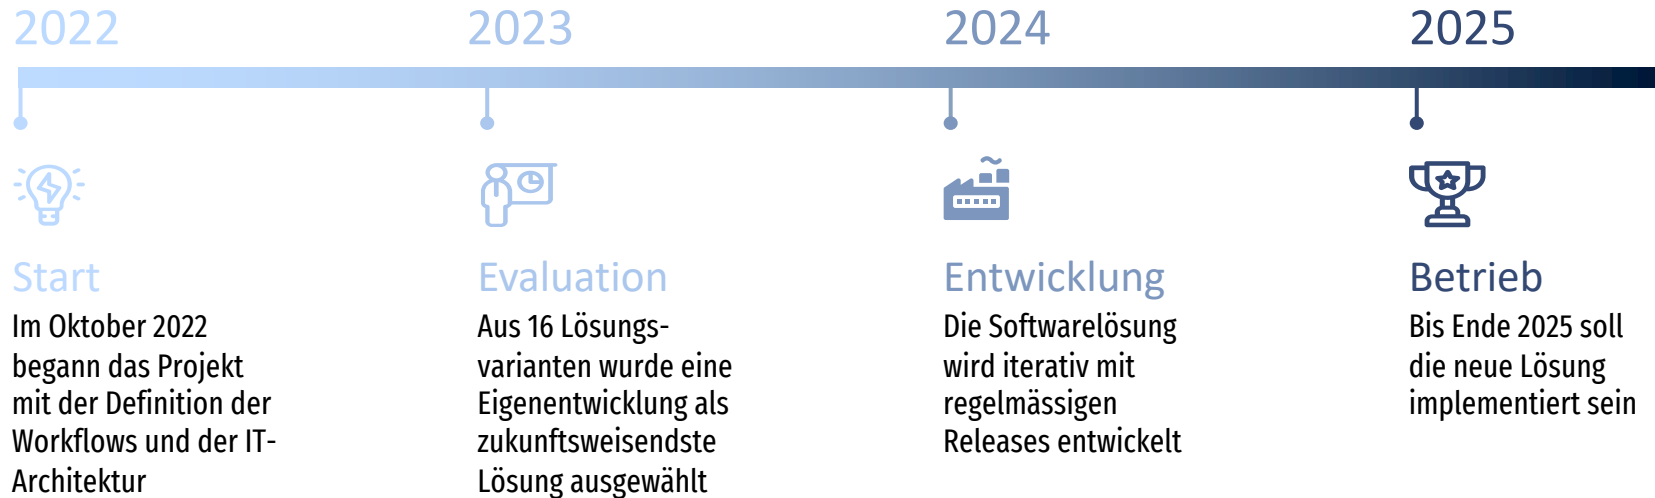 2022
2023
2024
2025
Start
Im Oktober 2022
begann das Projekt
mit der Definition der
Workflows und der IT-
Architektur
Evaluation
Aus 16 Lösungs-
varianten wurde eine
Eigenentwicklung als
zukunftsweisendste
Lösung ausgewählt
Entwicklung
Die Softwarelösung
wird iterativ mit
regelmässigen
Releases entwickelt
Betrieb
Bis Ende 2025 soll
die neue Lösung
implementiert sein